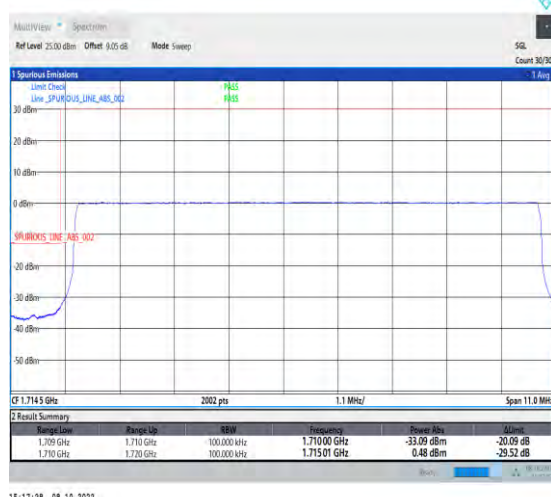 MultiView Spectrum
Ref Level 25.00 dBm Offset 9.05 dB Mode Sweep SGL
Count 30/30
1 Spurious Emissions 1 Avg
Limit Check PASS
Line _SPURIOUS_LINE_ABS_002 PASS
30 dBm
20 dBm
10 dBm
0 dBm
SPURIOUS_LINE_ABS_002
-20 dBm
-30 dBm
-40 dBm
-50 dBm
CF 1.7145 GHz 2002 pts 1.1 MHz/ Span 11.0 MHz
2 Result Summary
Range Low Range Up RBW Frequency Power Abs ΔLimit
1.709 GHz 1.710 GHz 100.000 kHz 1.71000 GHz -33.09 dBm -20.09 dB
1.710 GHz 1.720 GHz 100.000 kHz 1.71501 GHz 0.48 dBm -29.52 dB